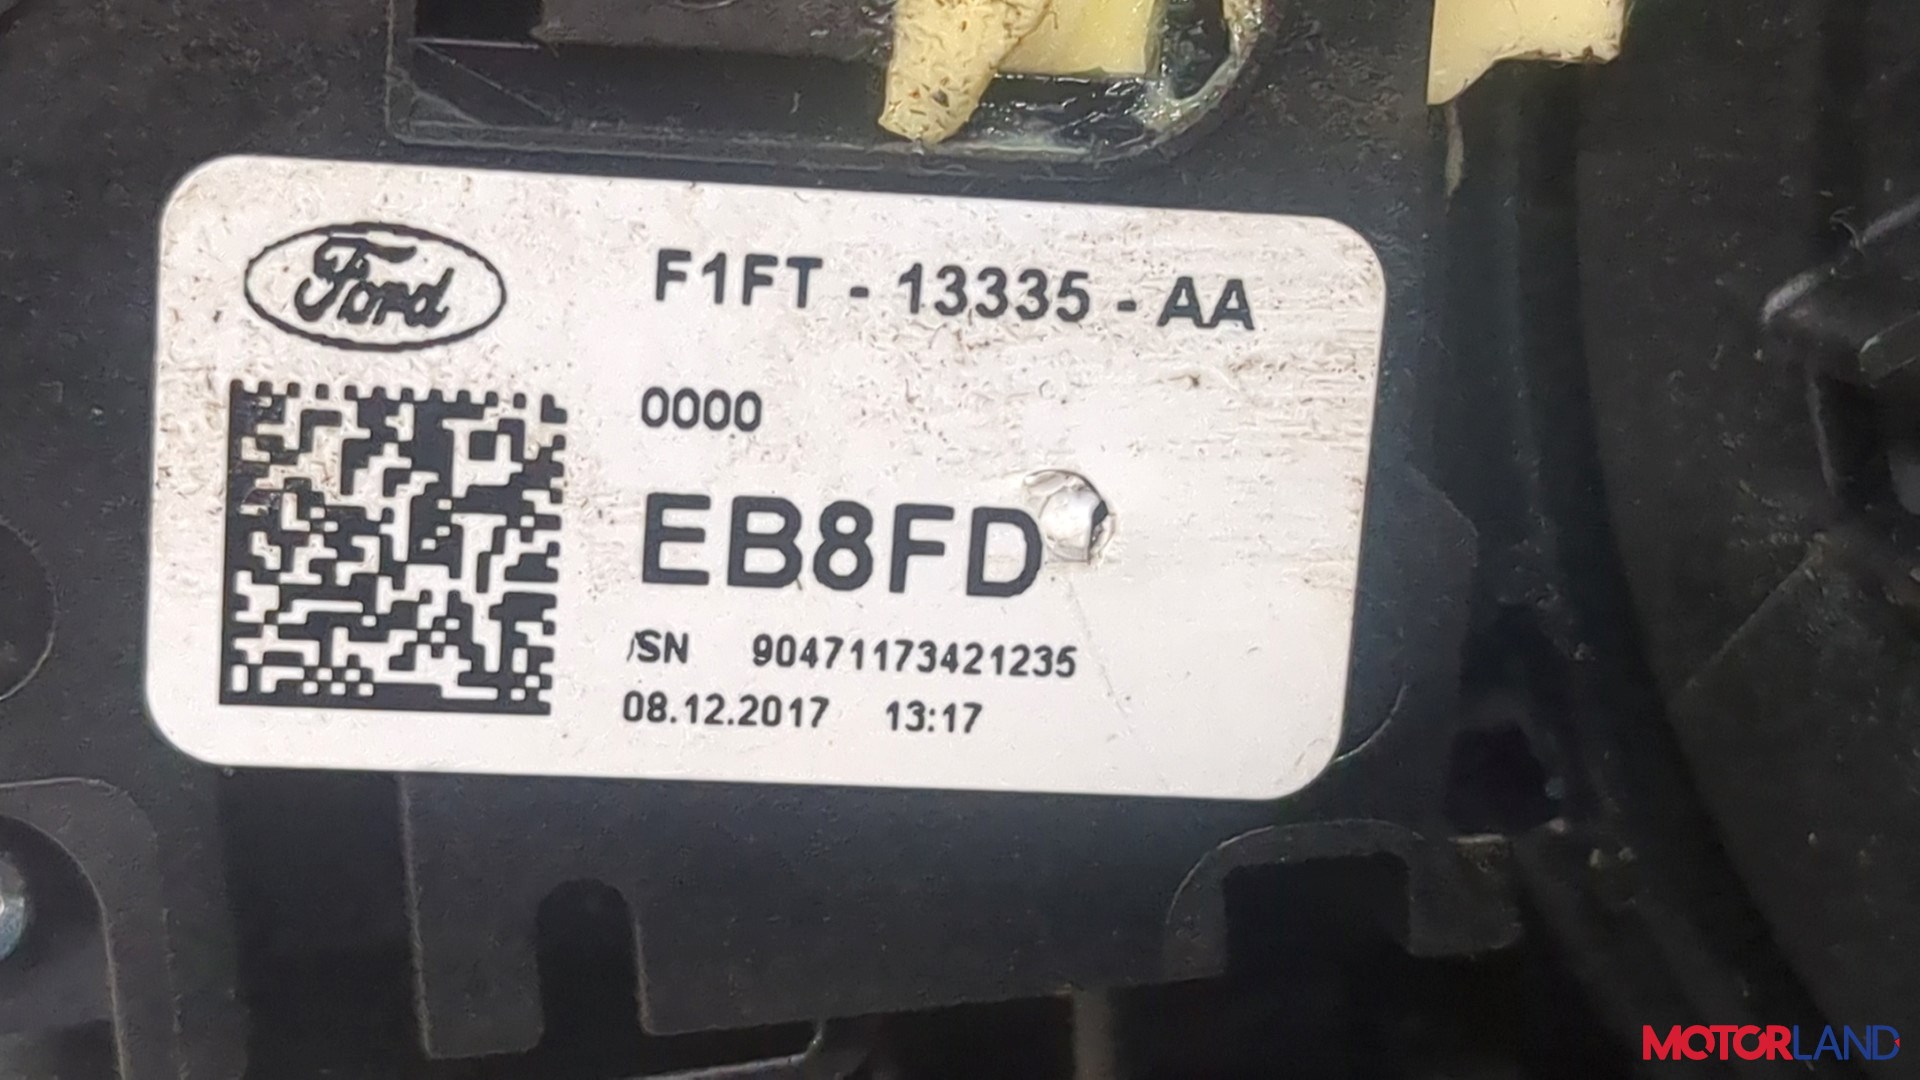 Ford
F1FT - 13335 - AA
0000
EB8FD
/SN 90471173421235
08.12.2017 13:17
MOTORLAND